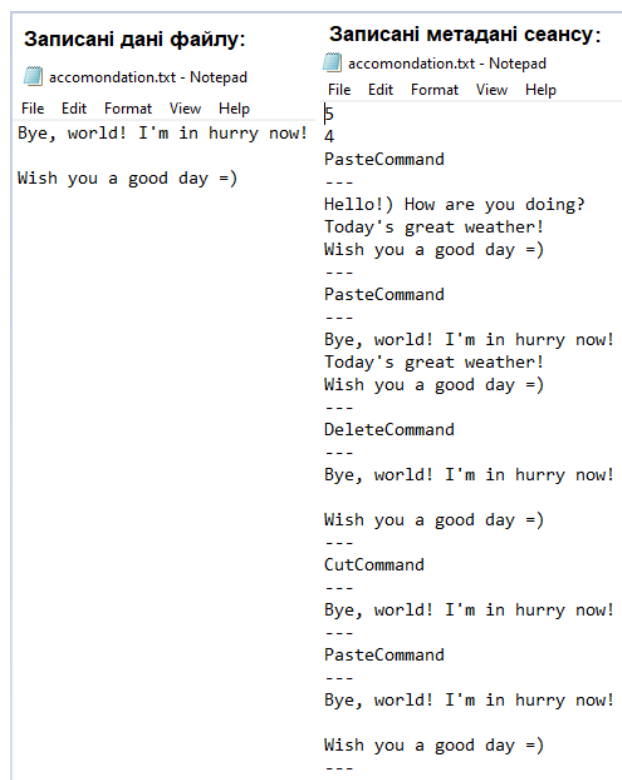 Записані дані файлу:
accomondation.txt - Notepad
File Edit Format View Help
Bye, world! I'm in hurry now!
Wish you a good day =)
Записані метадані сеансу:
accomondation.txt - Notepad
File Edit Format View Help
5
4
PasteCommand
---
Hello!) How are you doing?
Today's great weather!
Wish you a good day =)
---
PasteCommand
---
Bye, world! I'm in hurry now!
Today's great weather!
Wish you a good day =)
---
DeleteCommand
---
Bye, world! I'm in hurry now!
Wish you a good day =)
---
CutCommand
---
Bye, world! I'm in hurry now!
---
PasteCommand
---
Bye, world! I'm in hurry now!
Wish you a good day =)
---